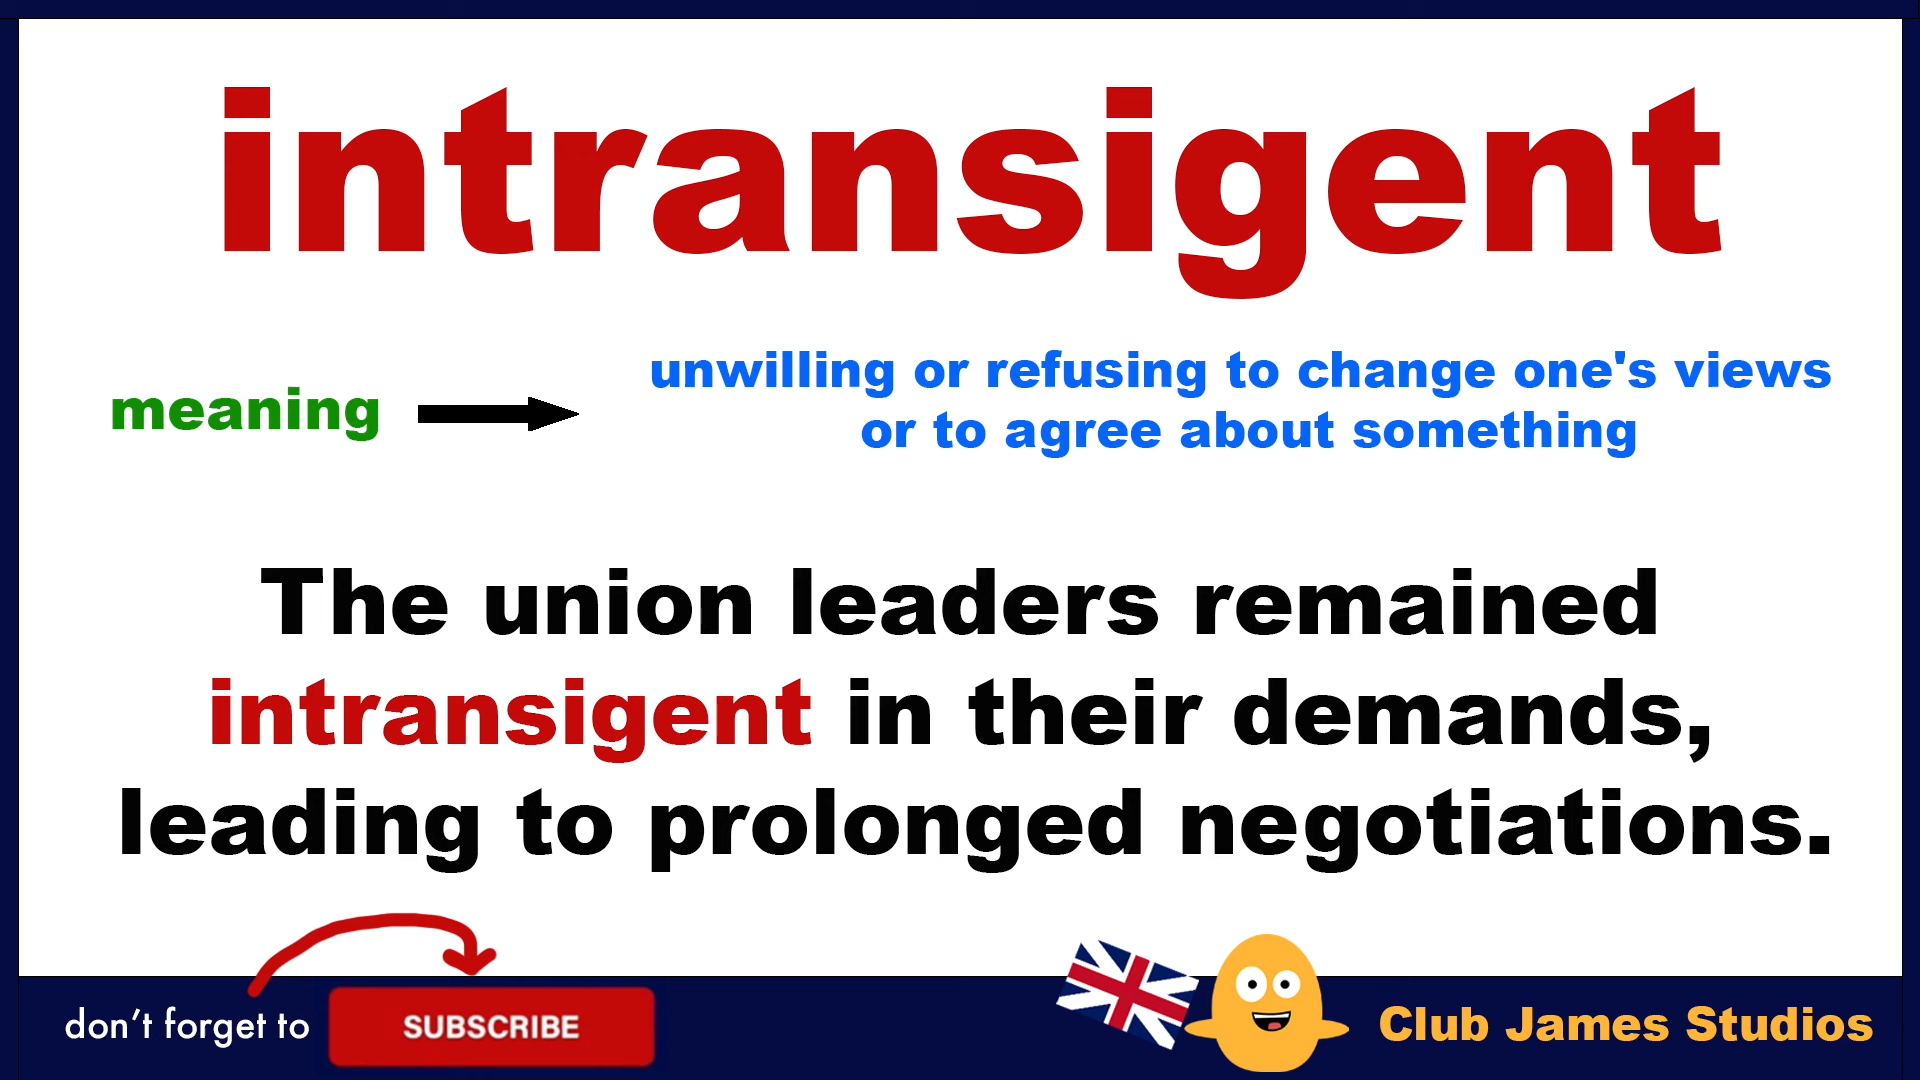 intransigent
meaning
unwilling or refusing to change one's views
or to agree about something
The union leaders remained
intransigent in their demands,
leading to prolonged negotiations.
don't forget to
SUBSCRIBE
Club James Studios